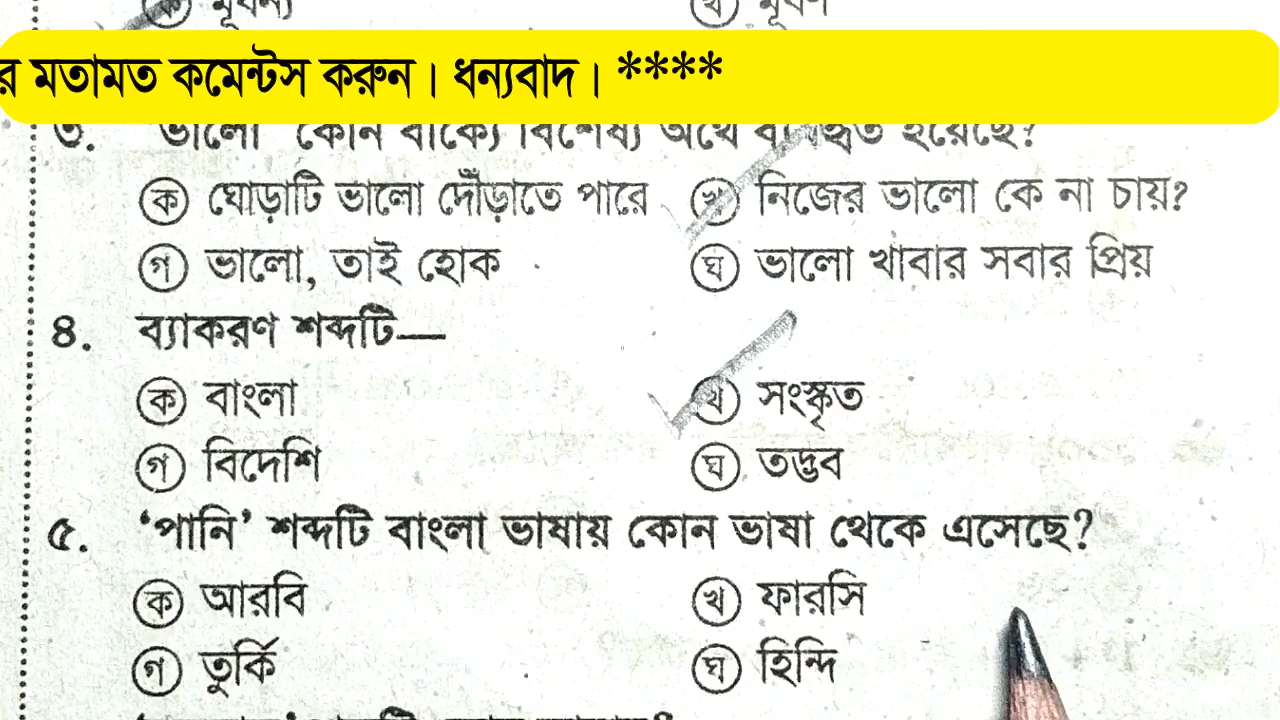 র মতামত কমেন্টস করুন। ধন্যবাদ। ****
৩. ভালো কোন বাক্যে বিশেষ্য অর্থে ব্যবহৃত হয়েছে?
ক ঘোড়াটি ভালো দৌঁড়াতে পারে খ নিজের ভালো কে না চায়?
গ ভালো, তাই হোক ঘ ভালো খাবার সবার প্রিয়
৪. ব্যাকরণ শব্দটি—
ক বাংলা খ সংস্কৃত
গ বিদেশি ঘ তদ্ভব
৫. ‘পানি’ শব্দটি বাংলা ভাষায় কোন ভাষা থেকে এসেছে?
ক আরবি খ ফারসি
গ তুর্কি ঘ হিন্দি